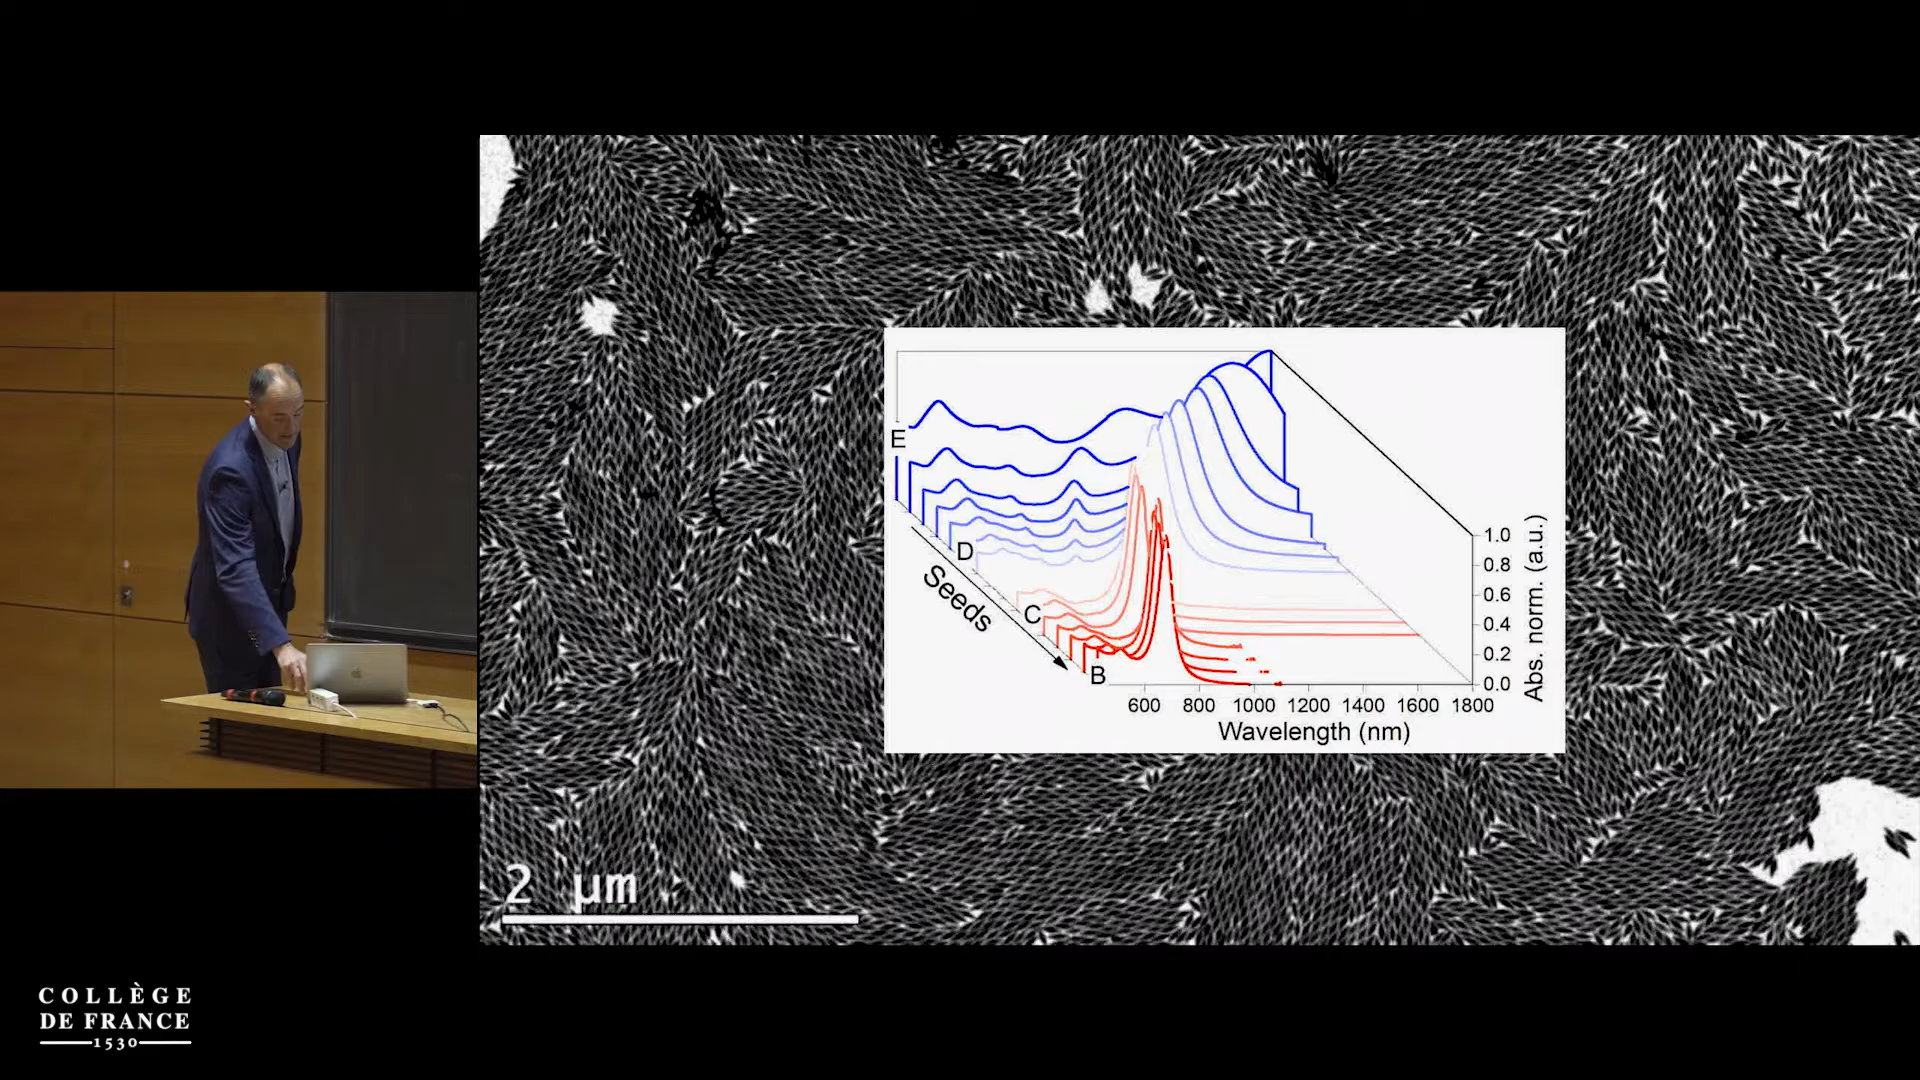 E
D
C
B
Seeds
1.0
0.8
0.6
0.4
0.2
0.0
Abs. norm. (a.u.)
600 800 1000 1200 1400 1600 1800
Wavelength (nm)
2 µm
COLLÈGE
DE FRANCE
1530